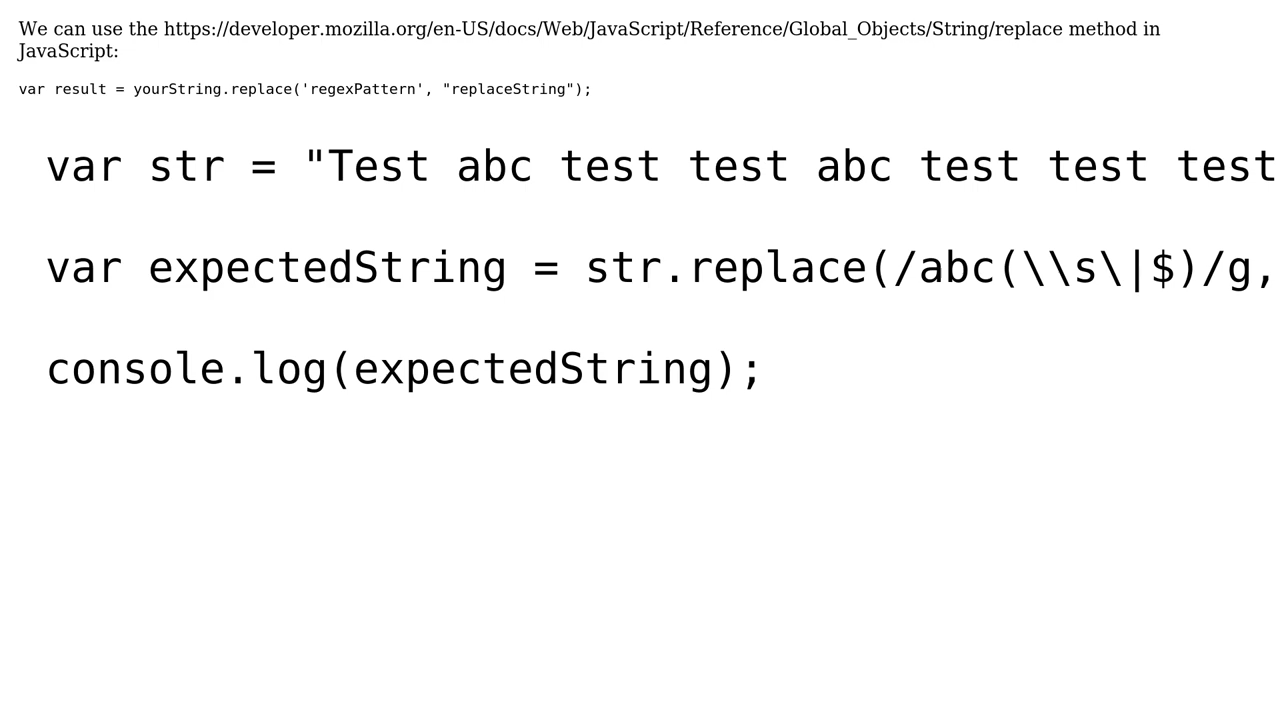 We can use the https://developer.mozilla.org/en-US/docs/Web/JavaScript/Reference/Global_Objects/String/replace method in
JavaScript:
var result = yourString.replace('regexPattern', "replaceString");
var str = "Test abc test test abc test test test
var expectedString = str.replace(/abc(\\s\|$)/g,
console.log(expectedString);